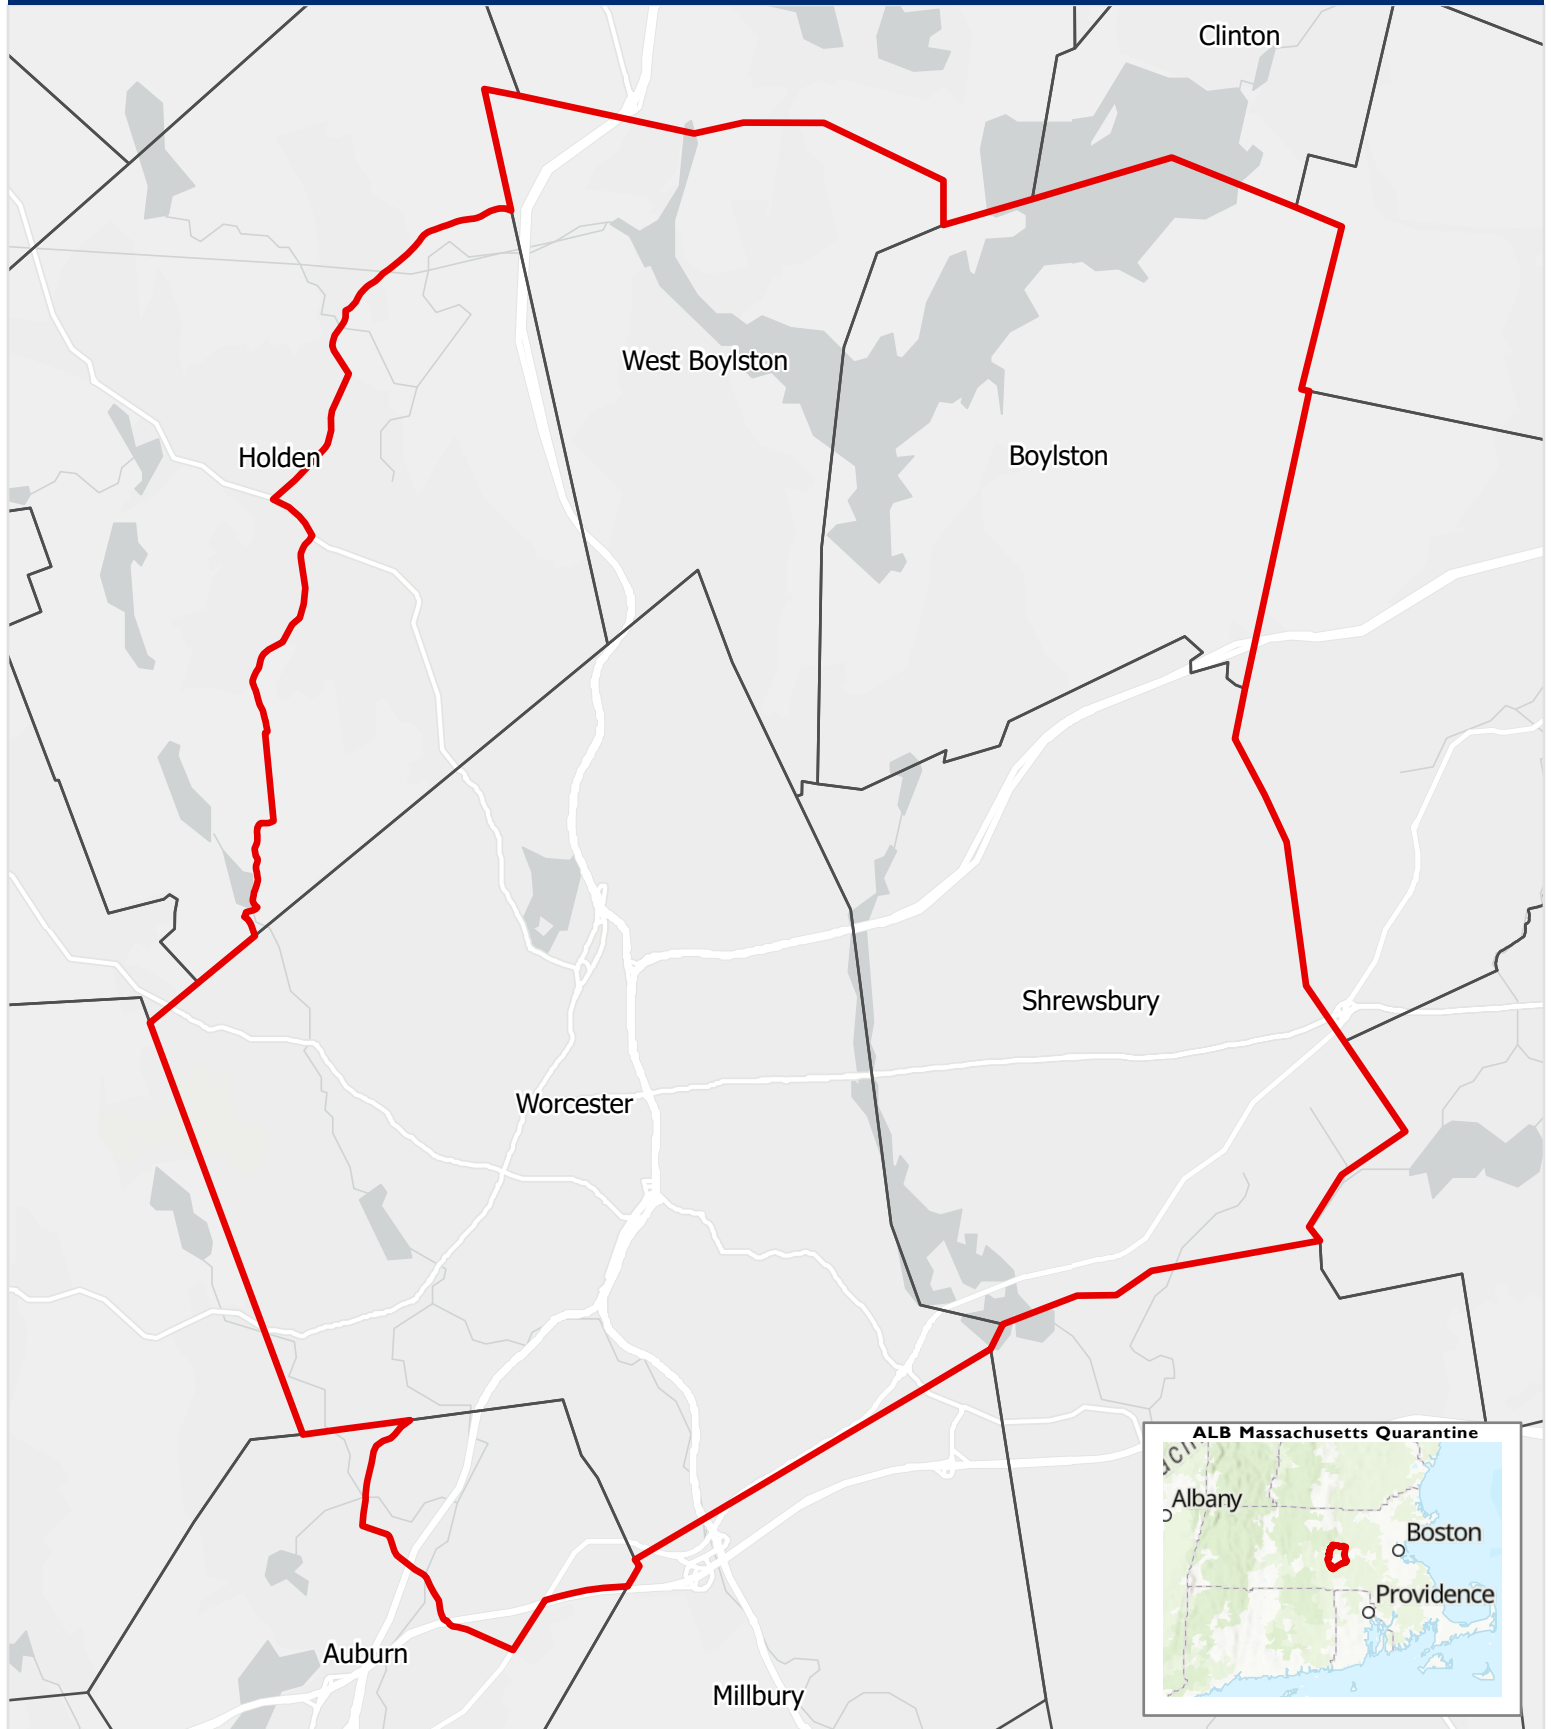 Clinton
West Boylston
Holden
Boylston
Shrewsbury
Worcester
Auburn
Millbury
ALB Massachusetts Quarantine
Albany
Boston
Providence